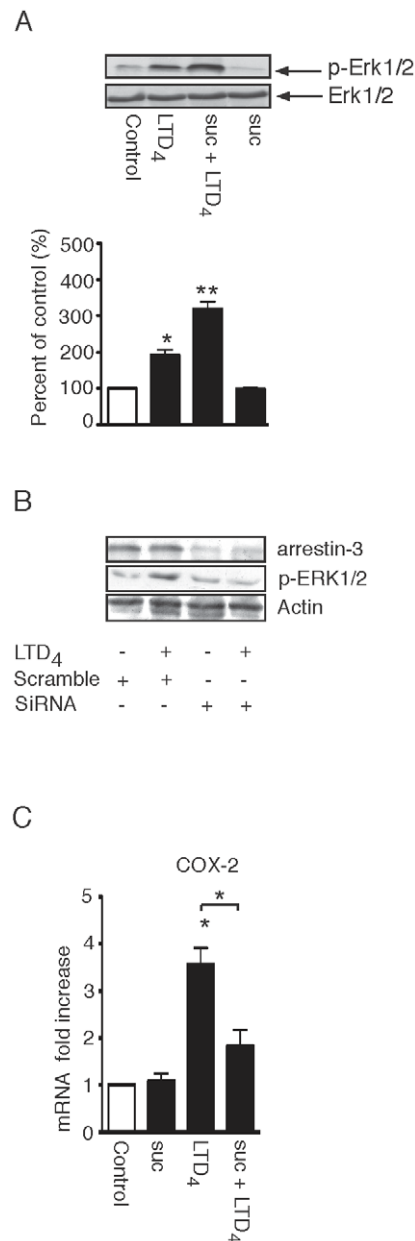 A
p-Erk1/2
Erk1/2
Control
LTD4
suc + LTD4
suc
Percent of control (%)
500
400
300
200
100
0
*
**
B
arrestin-3
p-ERK1/2
Actin
LTD4 - + - +
Scramble + + - -
SiRNA - - + +
C
COX-2
mRNA fold increase
5
4
3
2
1
0
*
*
Control
suc
LTD4
suc + LTD4